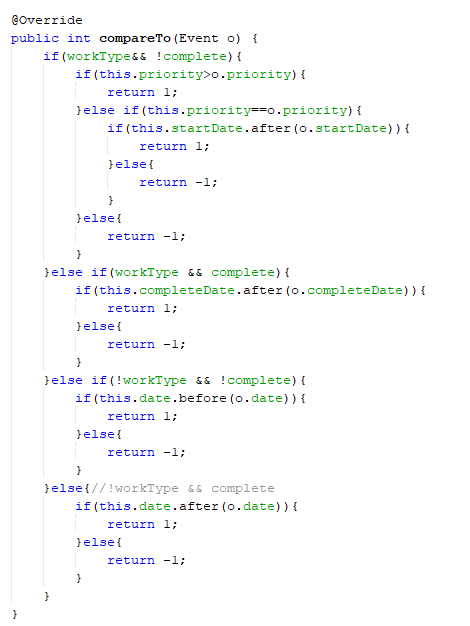 @Override
public int compareTo(Event o) {
    if(workType&& !complete){
        if(this.priority>o.priority){
            return 1;
        }else if(this.priority==o.priority){
            if(this.startDate.after(o.startDate)){
                return 1;
            }else{
                return -1;
            }
        }else{
            return -1;
        }
    }else if(workType && complete){
        if(this.completeDate.after(o.completeDate)){
            return 1;
        }else{
            return -1;
        }
    }else if(!workType && !complete){
        if(this.date.before(o.date)){
            return 1;
        }else{
            return -1;
        }
    }else{//!workType && complete
        if(this.date.after(o.date)){
            return 1;
        }else{
            return -1;
        }
    }
}